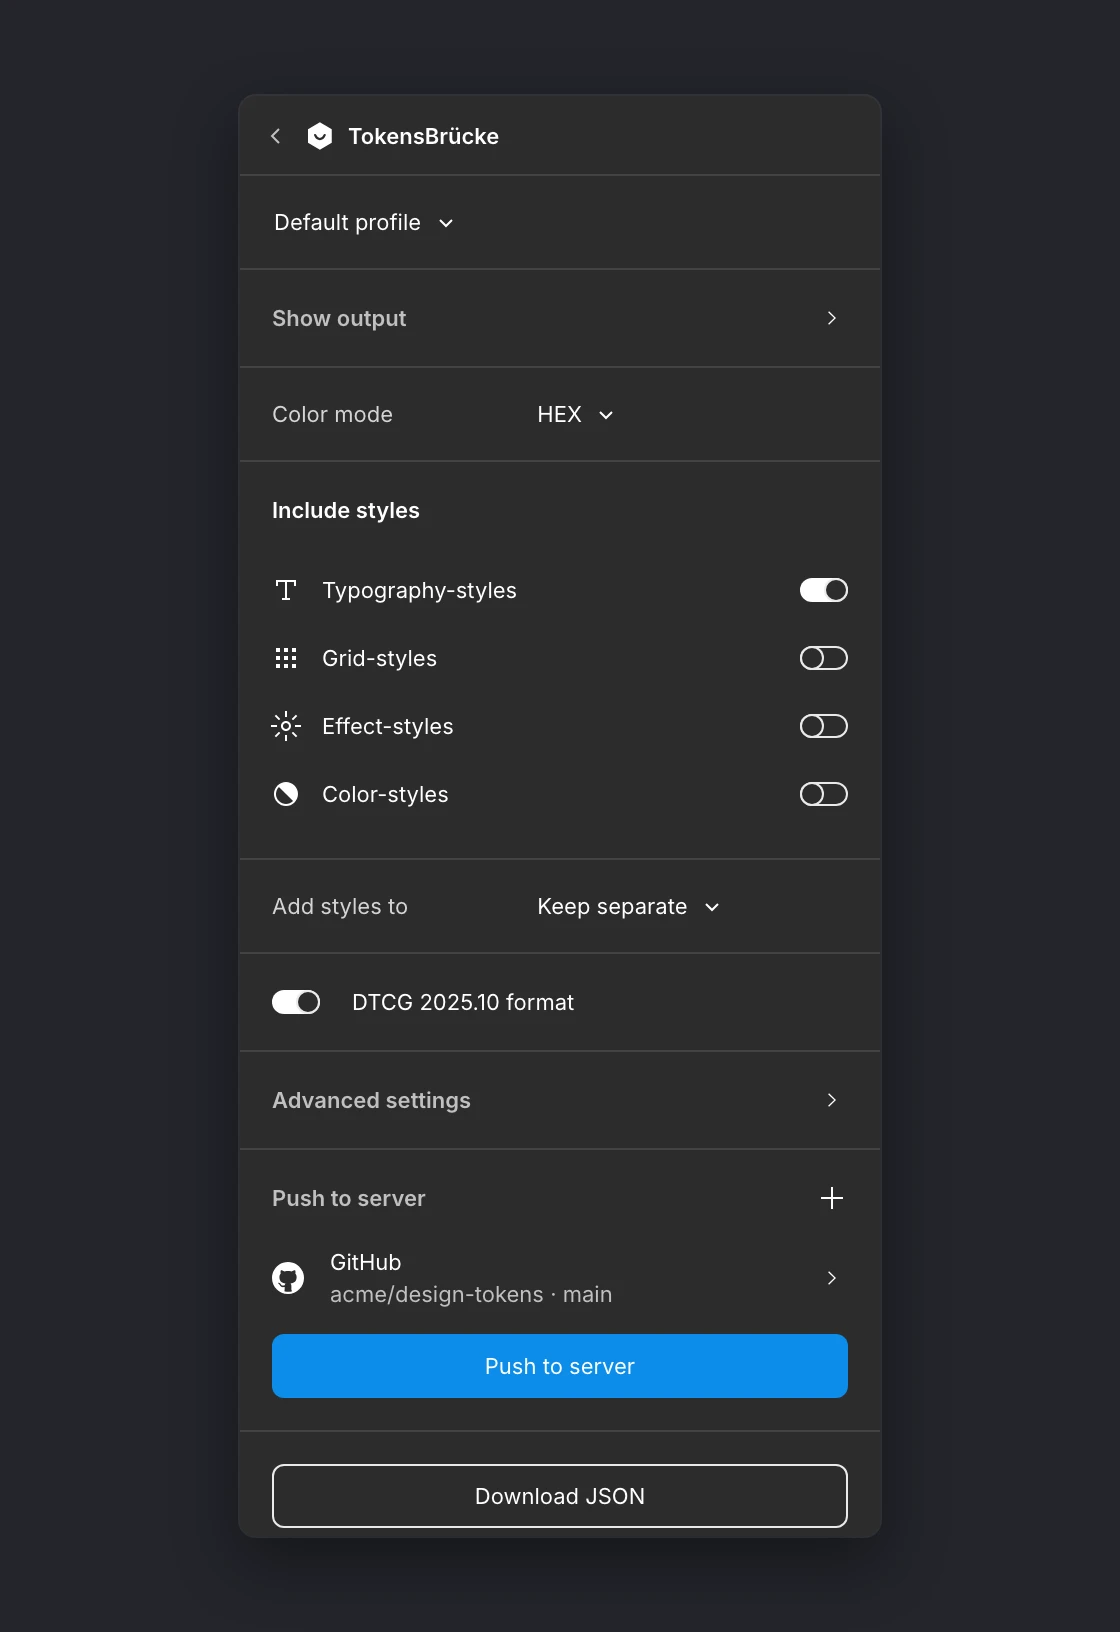 TokensBrücke
Default profile
Show output
Color mode
HEX
Include styles
Typography-styles
Grid-styles
Effect-styles
Color-styles
Add styles to
Keep separate
DTCG 2025.10 format
Advanced settings
Push to server
GitHub
acme/design-tokens · main
Push to server
Download JSON